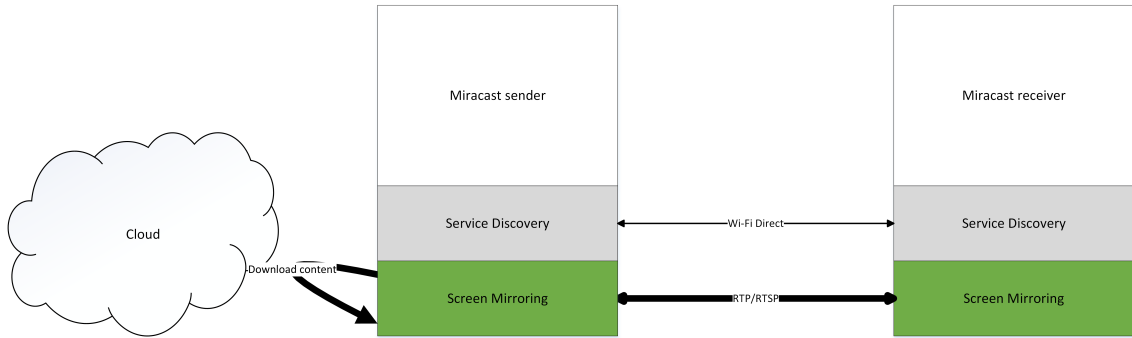 Miracast sender
Miracast receiver
Service Discovery
Wi-Fi Direct
Service Discovery
Cloud
Download content
Screen Mirroring
RTP/RTSP
Screen Mirroring